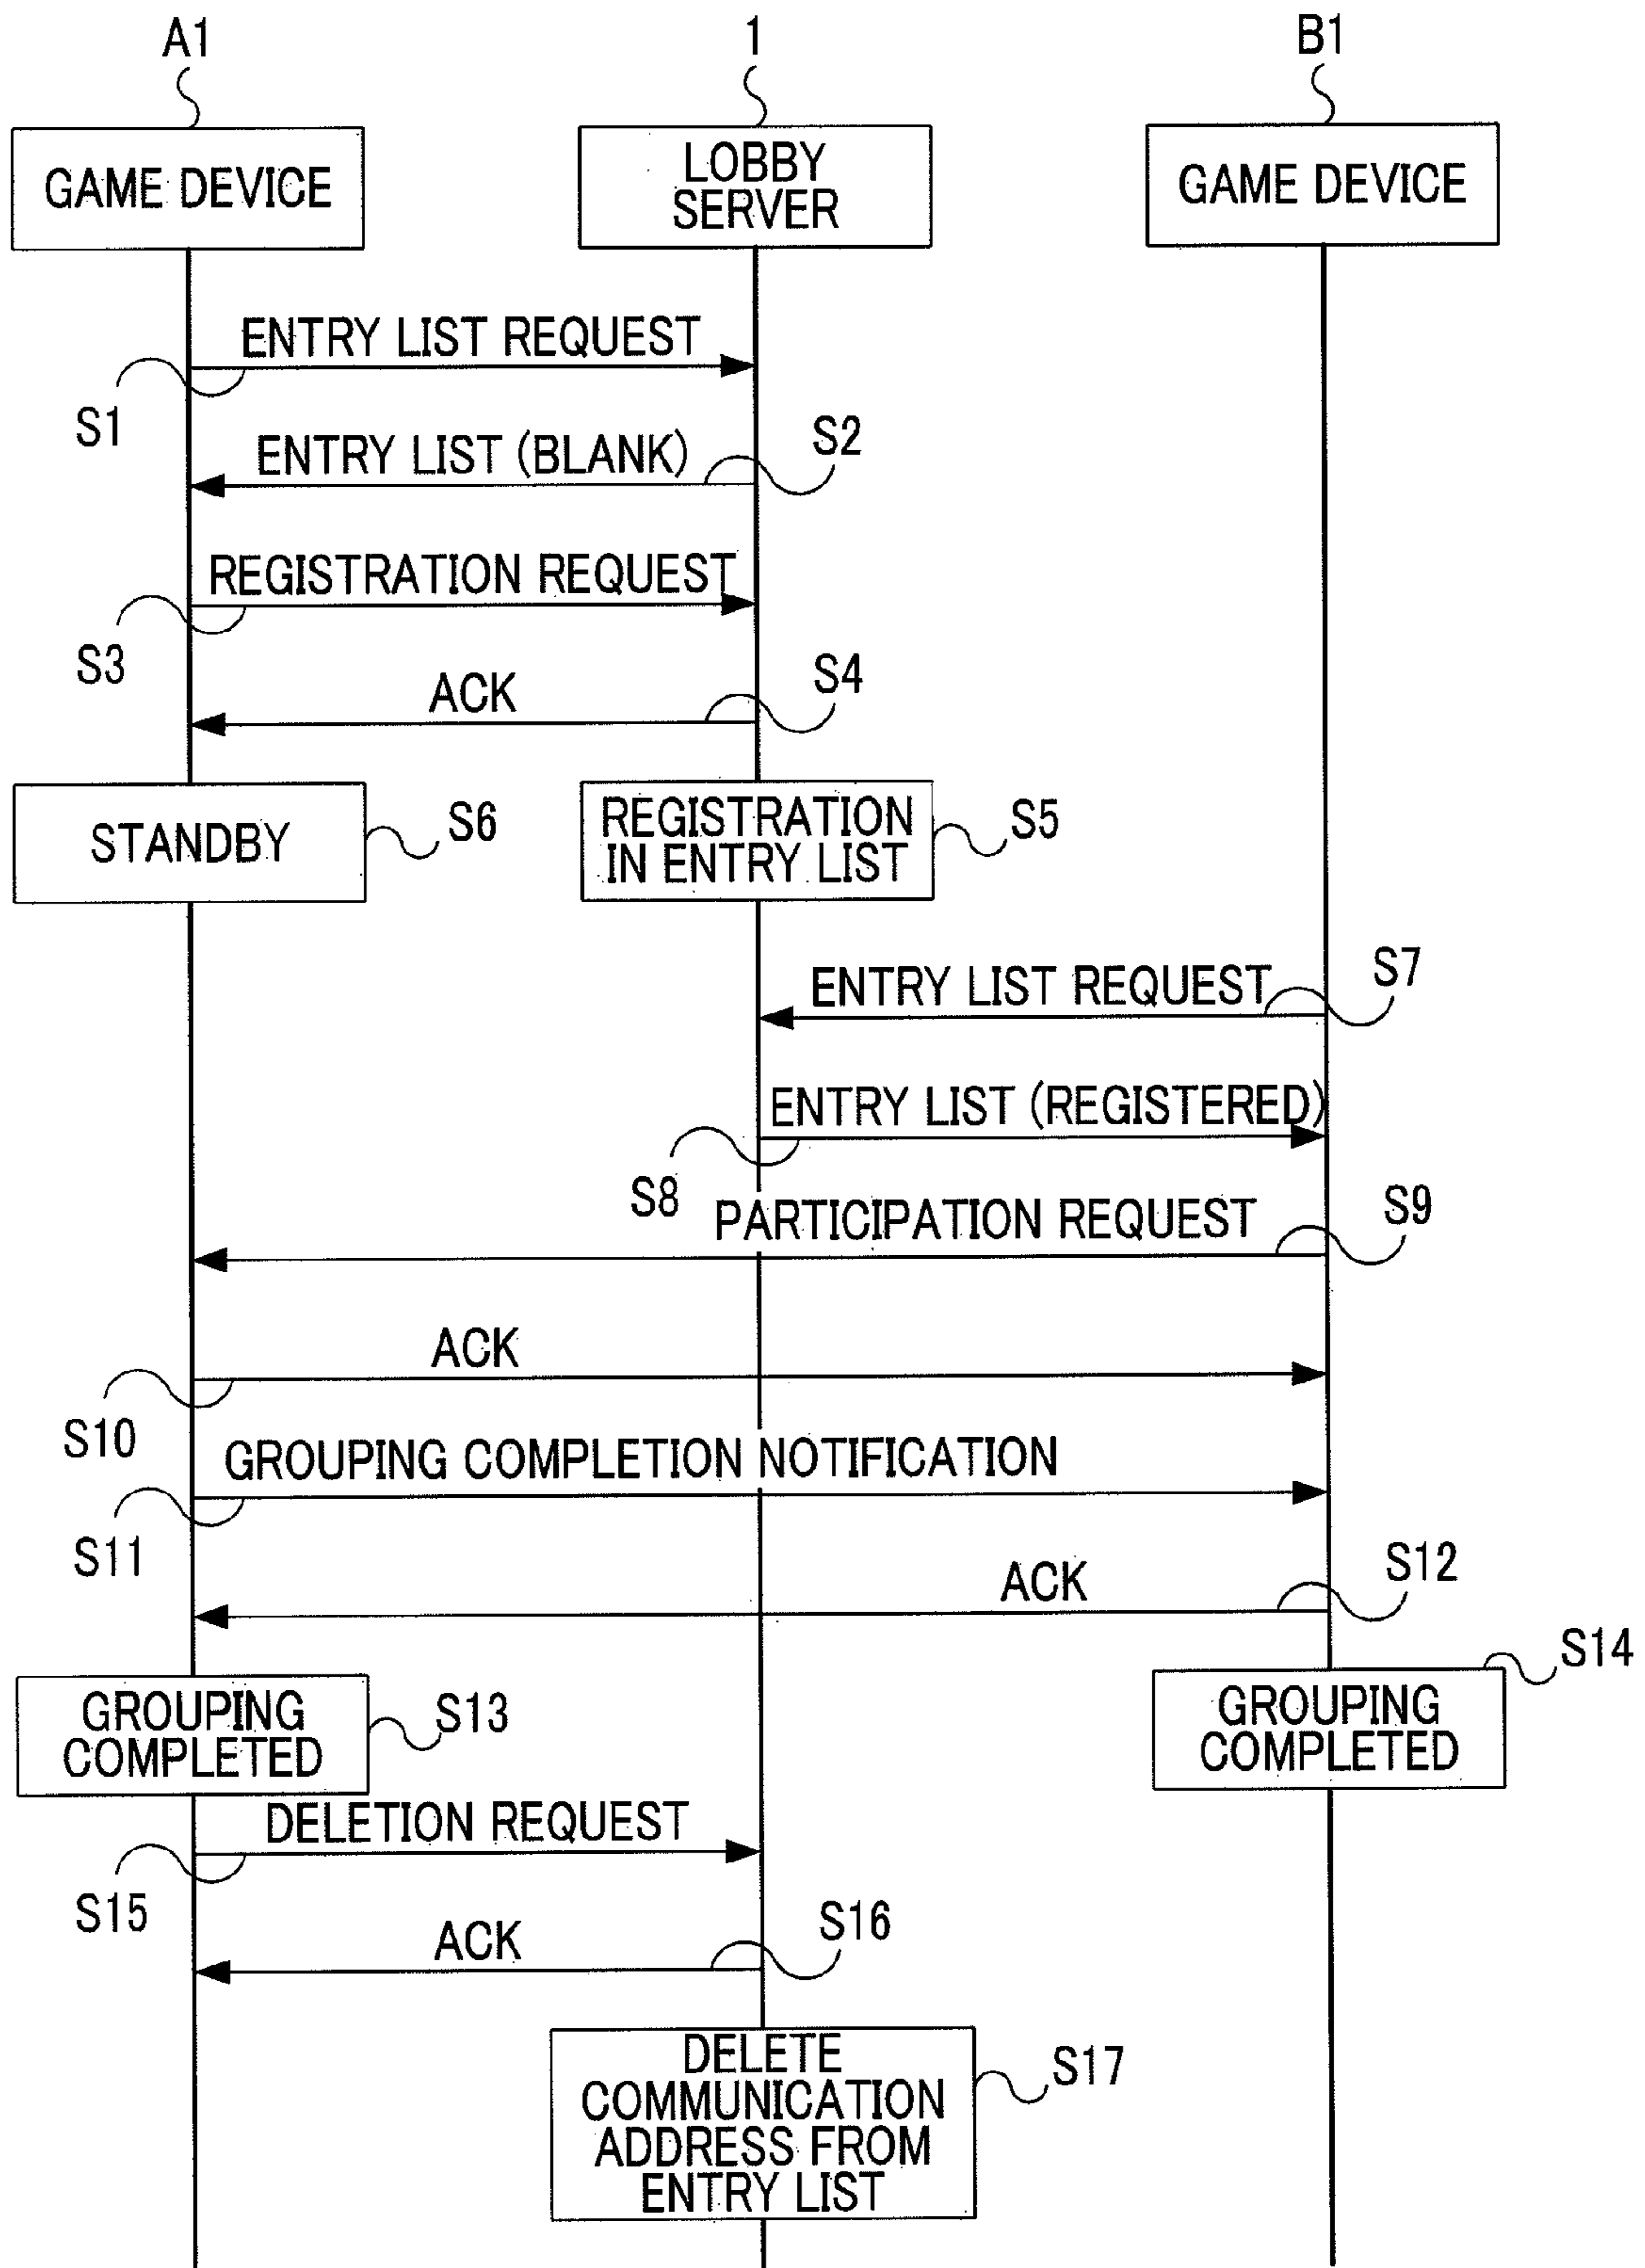 A1
1
B1
GAME DEVICE
LOBBY
SERVER
GAME DEVICE
ENTRY LIST REQUEST
S1
ENTRY LIST (BLANK)
S2
REGISTRATION REQUEST
S3
ACK
S4
STANDBY
S6
REGISTRATION
IN ENTRY LIST
S5
ENTRY LIST REQUEST
S7
ENTRY LIST (REGISTERED)
S8
PARTICIPATION REQUEST
S9
ACK
S10
GROUPING COMPLETION NOTIFICATION
S11
ACK
S12
GROUPING
COMPLETED
S13
GROUPING
COMPLETED
S14
DELETION REQUEST
S15
ACK
S16
DELETE
COMMUNICATION
ADDRESS FROM
ENTRY LIST
S17